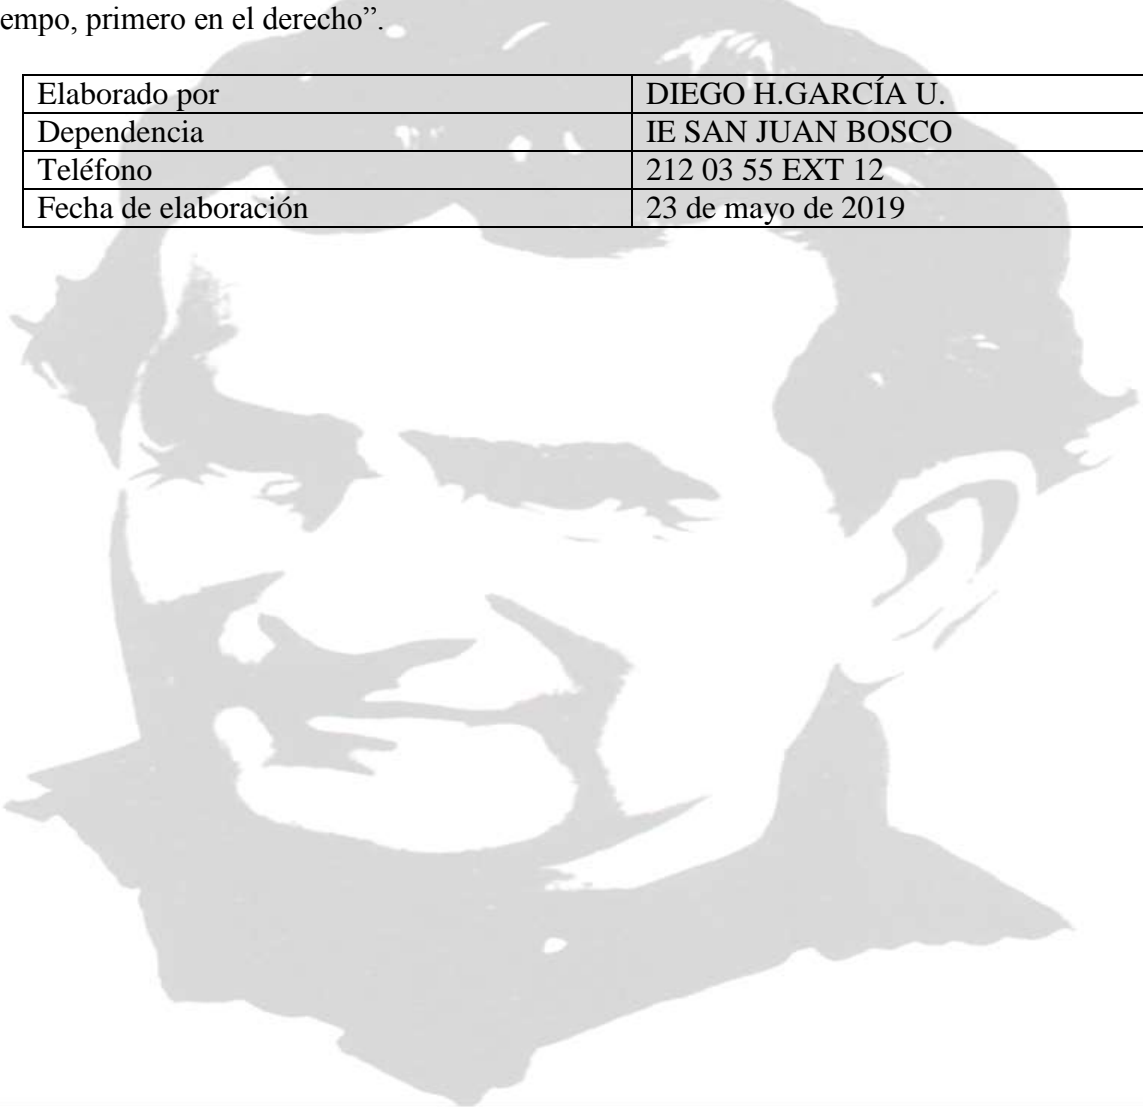 empo, primero en el derecho”.
Elaborado por DIEGO H.GARCÍA U.
Dependencia IE SAN JUAN BOSCO
Teléfono 212 03 55 EXT 12
Fecha de elaboración 23 de mayo de 2019